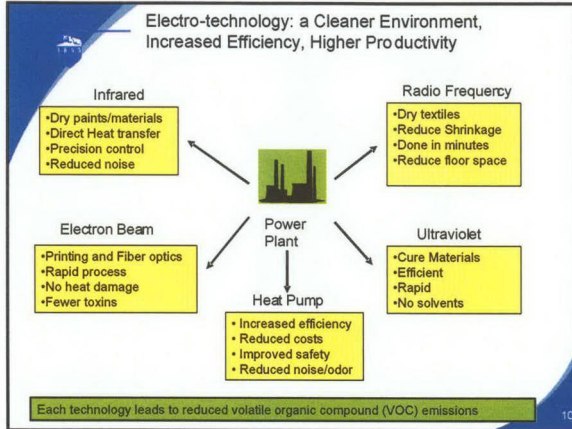 Electro-technology: a Cleaner Environment,
Increased Efficiency, Higher Productivity
Infrared
•Dry paints/materials
•Direct Heat transfer
•Precision control
•Reduced noise
Radio Frequency
•Dry textiles
•Reduce Shrinkage
•Done in minutes
•Reduce floor space
Power
Plant
Electron Beam
•Printing and Fiber optics
•Rapid process
•No heat damage
•Fewer toxins
Ultraviolet
•Cure Materials
•Efficient
•Rapid
•No solvents
Heat Pump
• Increased efficiency
• Reduced costs
• Improved safety
• Reduced noise/odor
Each technology leads to reduced volatile organic compound (VOC) emissions
10